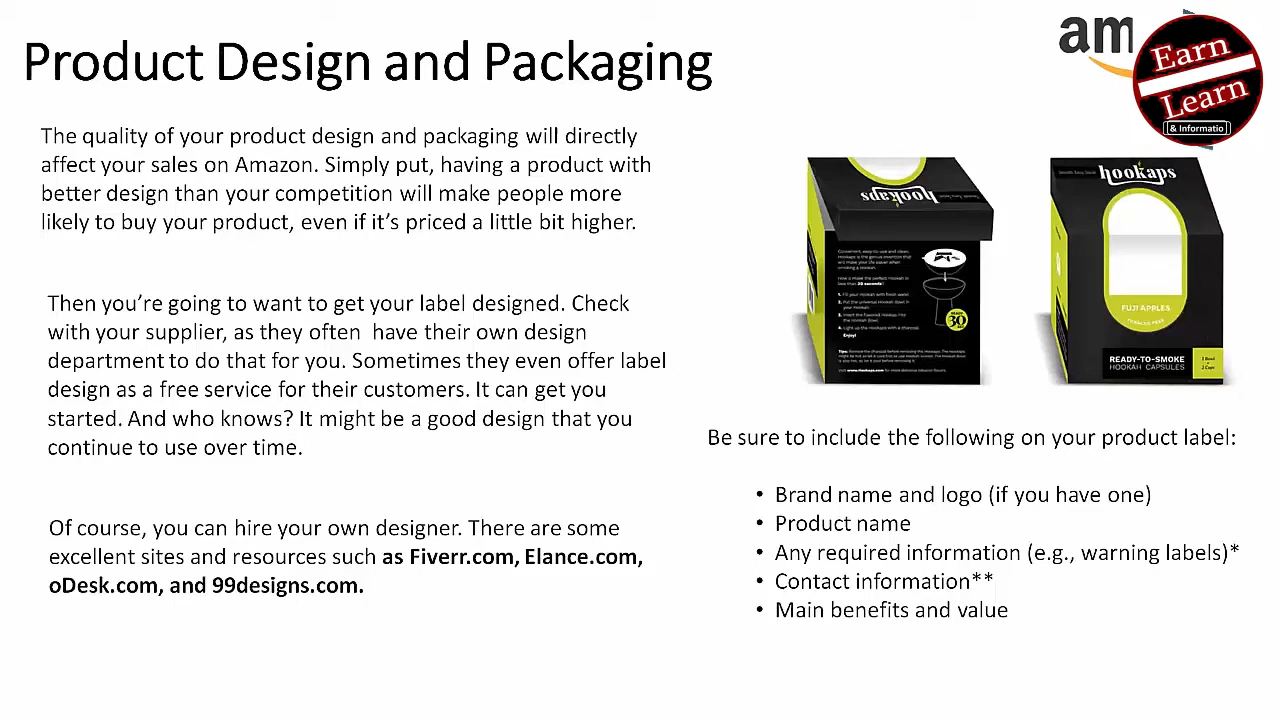 Product Design and Packaging
am
Earn
Learn
& Informatio
The quality of your product design and packaging will directly
affect your sales on Amazon. Simply put, having a product with
better design than your competition will make people more
likely to buy your product, even if it's priced a little bit higher.
Then you're going to want to get your label designed. Check
with your supplier, as they often have their own design
department to do that for you. Sometimes they even offer label
design as a free service for their customers. It can get you
started. And who knows? It might be a good design that you
continue to use over time.
Of course, you can hire your own designer. There are some
excellent sites and resources such as Fiverr.com, Elance.com,
oDesk.com, and 99designs.com.
hookaps
READY
30
Enjoy!
hookaps
FUJI APPLES
TOBACCO FREE
READY-TO-SMOKE
HOOKAH CAPSULES
Be sure to include the following on your product label:
• Brand name and logo (if you have one)
• Product name
• Any required information (e.g., warning labels)*
• Contact information**
• Main benefits and value